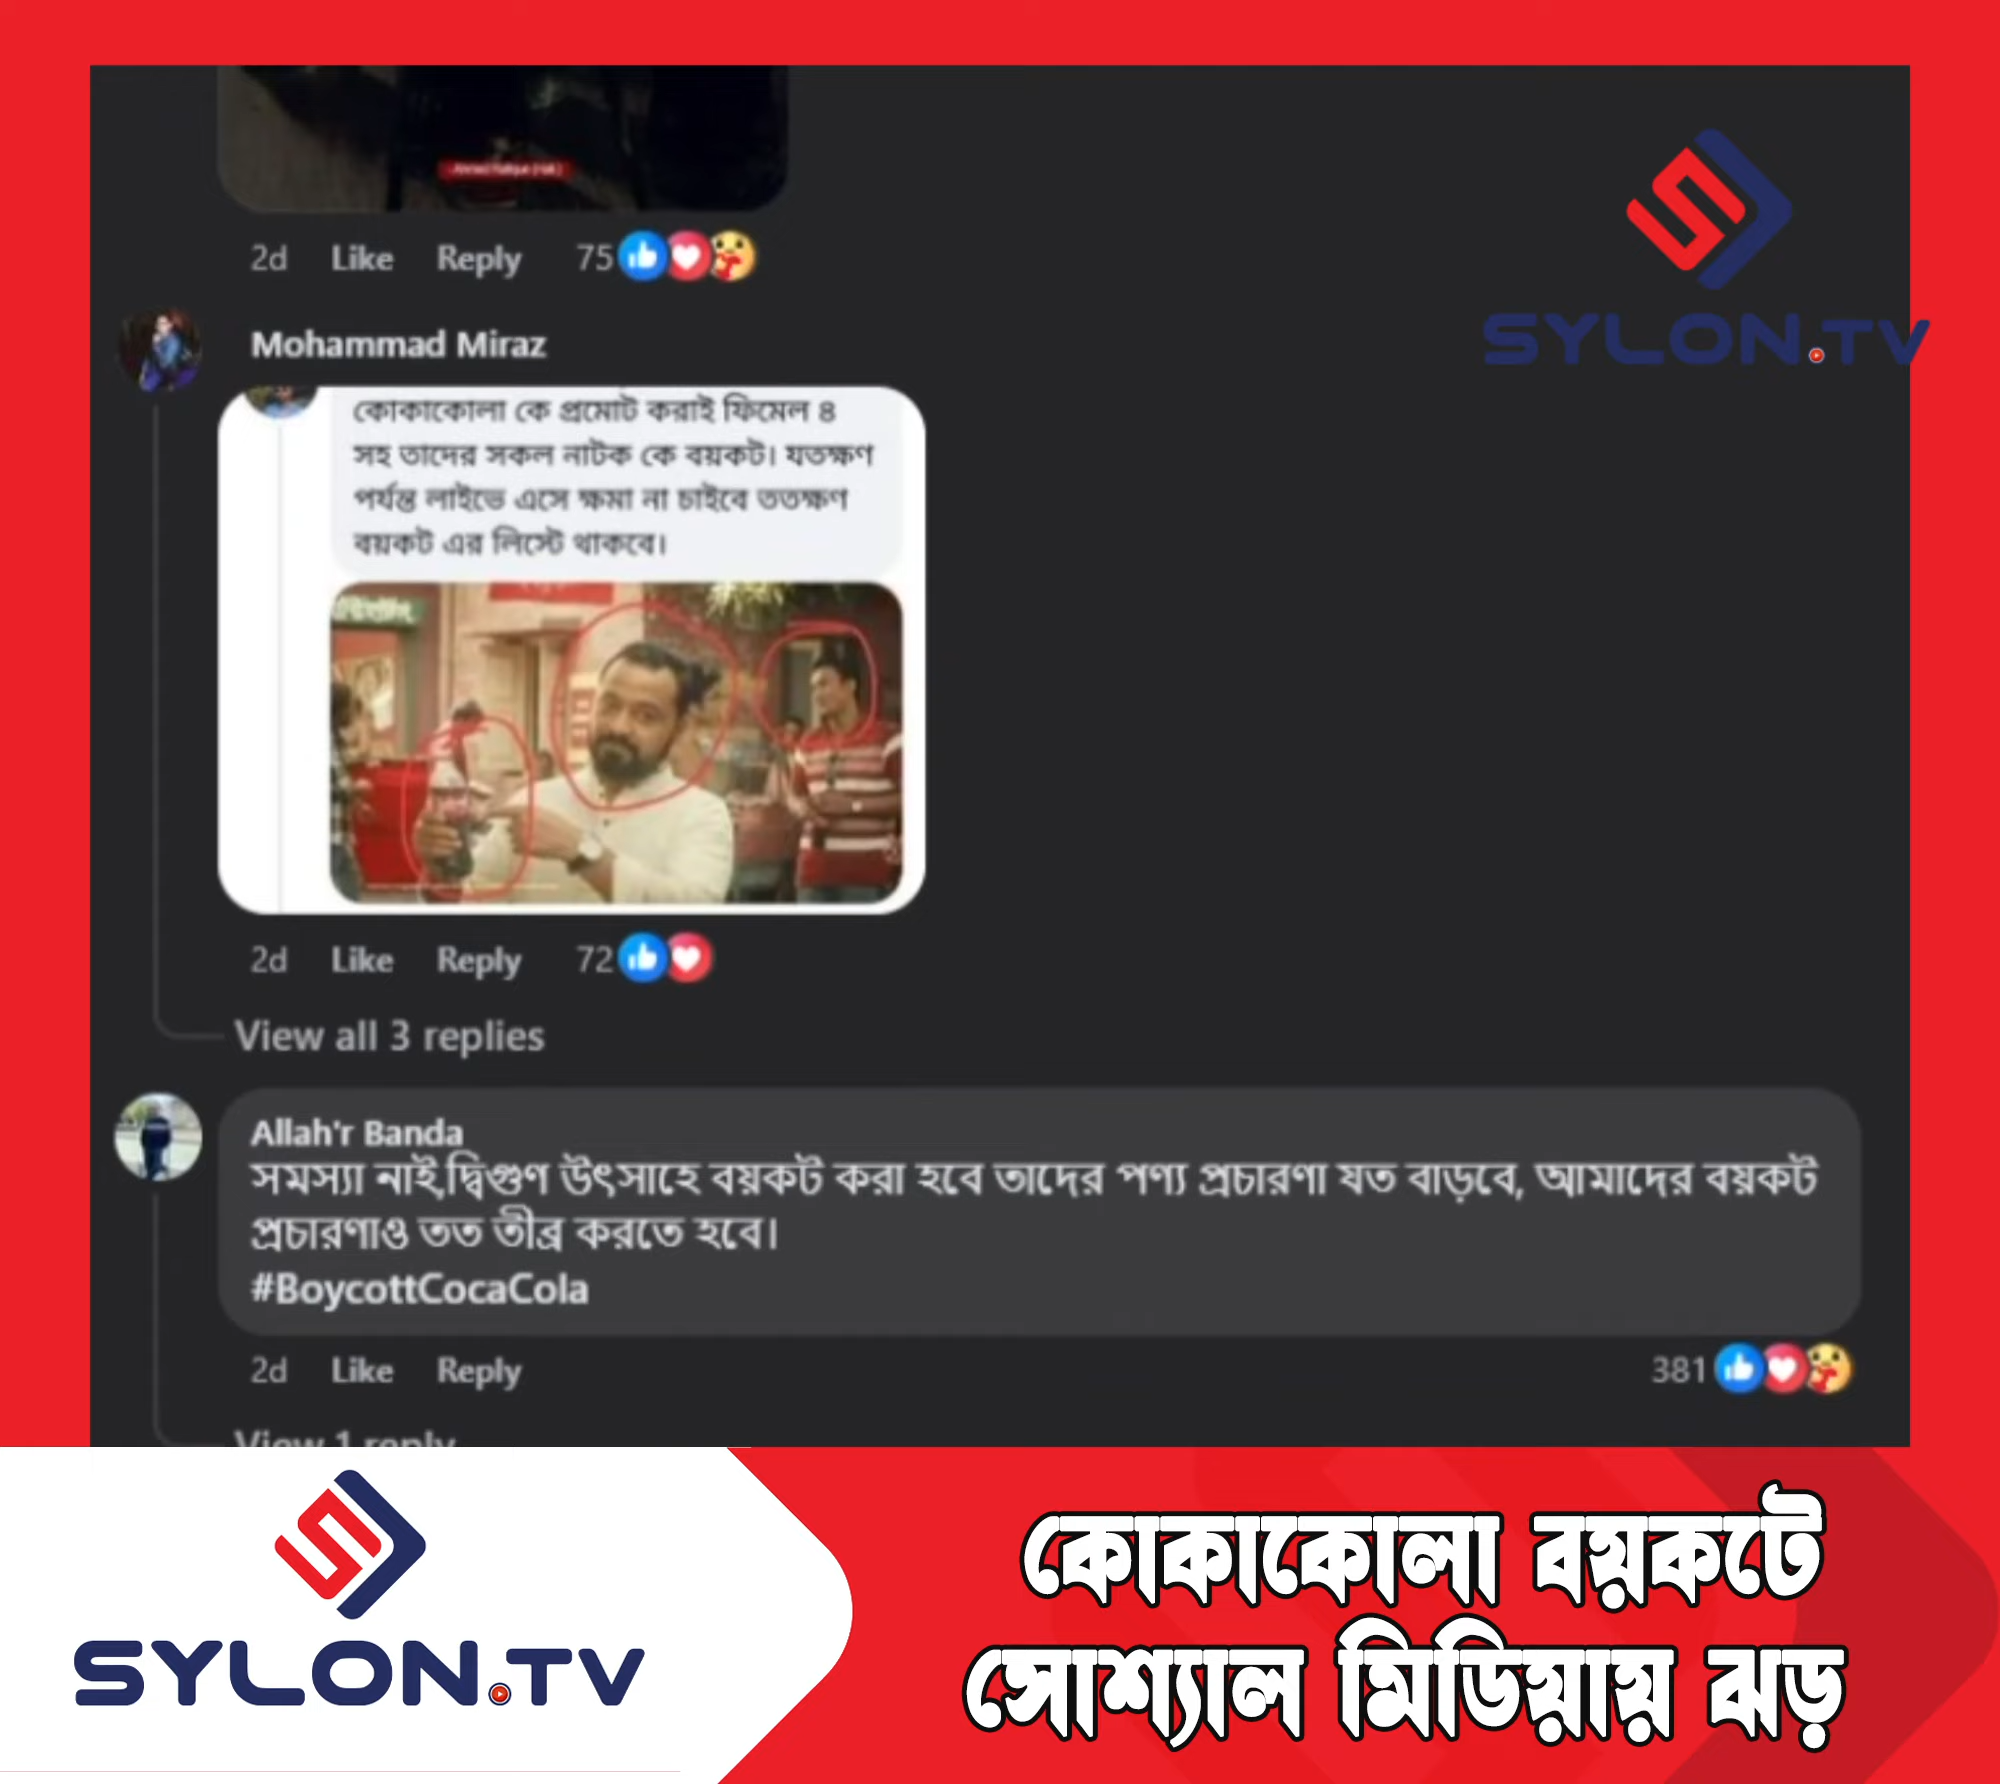 2d Like Reply 75
SYLON.TV
Mohammad Miraz
কোকাকোলা কে প্রমোট করাই ফিমেল ৪
সহ তাদের সকল নাটক কে বয়কট। যতক্ষণ
পর্যন্ত লাইভে এসে ক্ষমা না চাইবে ততক্ষণ
বয়কট এর লিস্টে থাকবে।
2d Like Reply 72
View all 3 replies
Allah'r Banda
সমস্যা নাই,দ্বিগুণ উৎসাহে বয়কট করা হবে তাদের পণ্য প্রচারণা যত বাড়বে, আমাদের বয়কট
প্রচারণাও তত তীব্র করতে হবে।
#BoycottCocaCola
2d Like Reply 381
View 1 reply
SYLON.TV
কোকাকোলা বয়কটে
সোশ্যাল মিডিয়ায় ঝড়